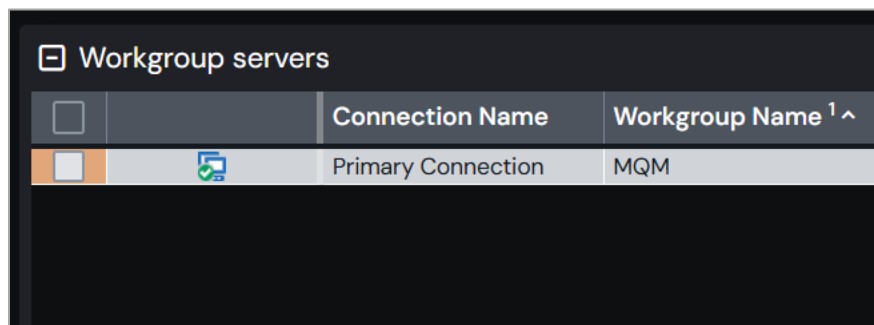 Workgroup servers
Connection Name Workgroup Name 1
Primary Connection MQM